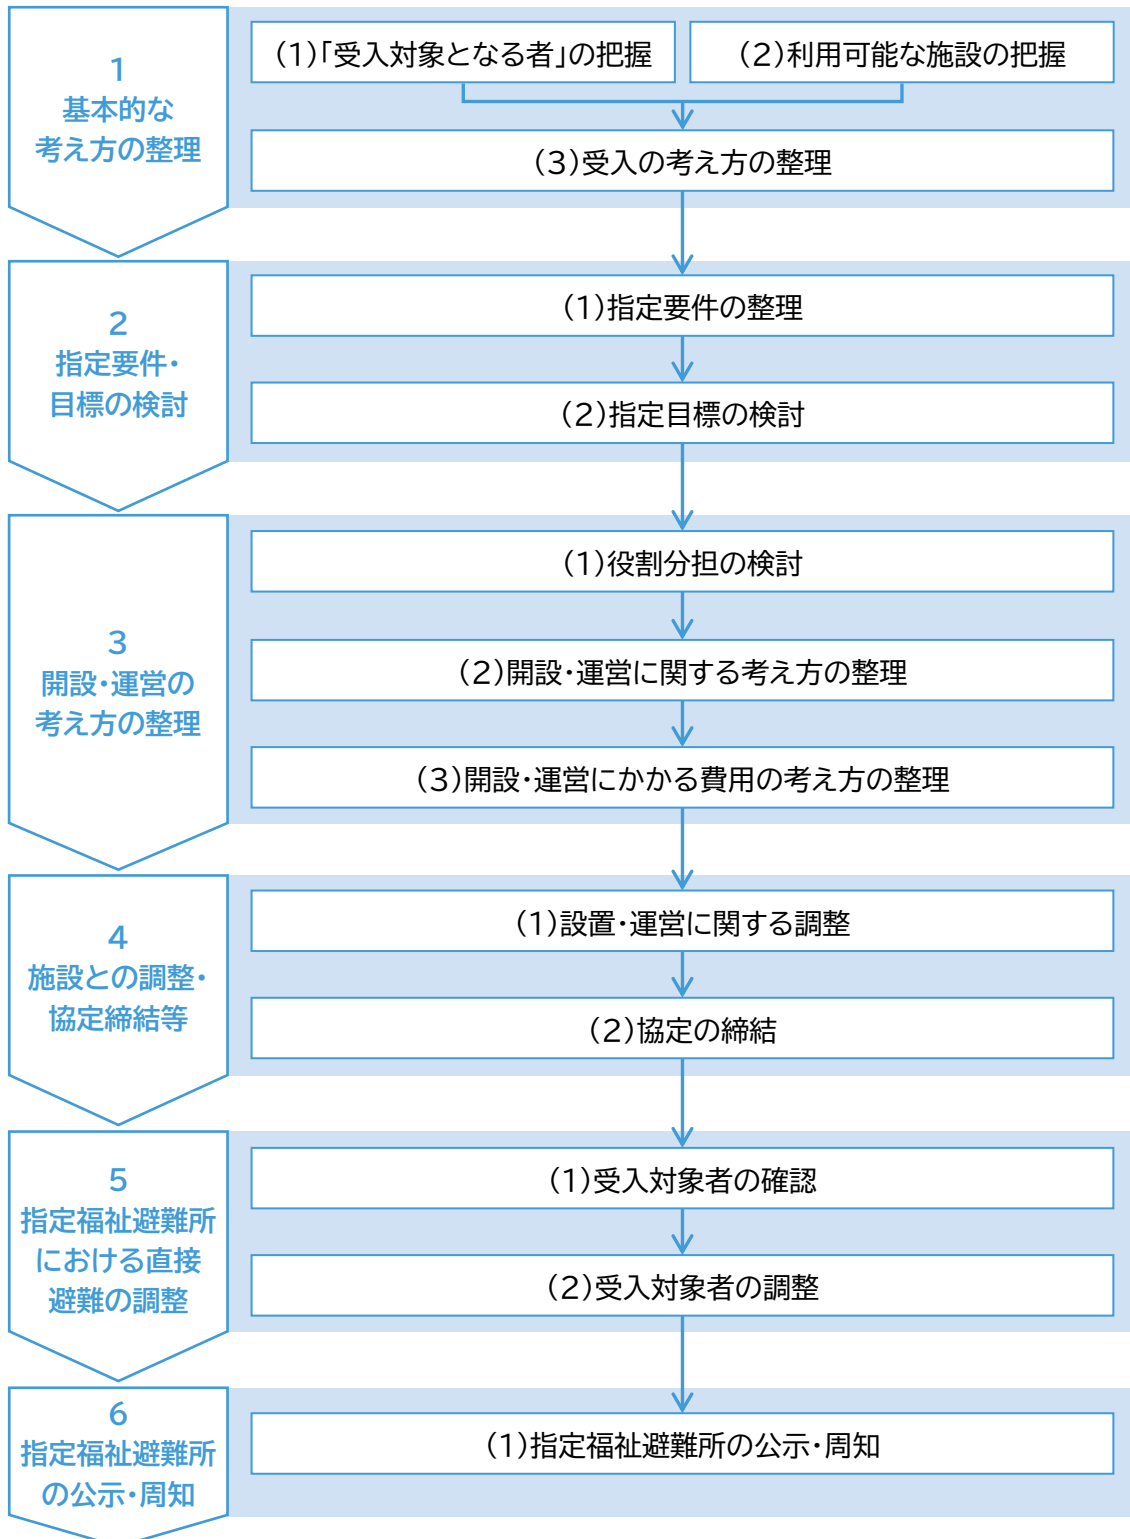 1
基本的な
考え方の整理
(1)「受入対象となる者」の把握
(2)利用可能な施設の把握
(3)受入の考え方の整理
2
指定要件・
目標の検討
(1)指定要件の整理
(2)指定目標の検討
3
開設・運営の
考え方の整理
(1)役割分担の検討
(2)開設・運営に関する考え方の整理
(3)開設・運営にかかる費用の考え方の整理
4
施設との調整・
協定締結等
(1)設置・運営に関する調整
(2)協定の締結
5
指定福祉避難所
における直接
避難の調整
(1)受入対象者の確認
(2)受入対象者の調整
6
指定福祉避難所
の公示・周知
(1)指定福祉避難所の公示・周知